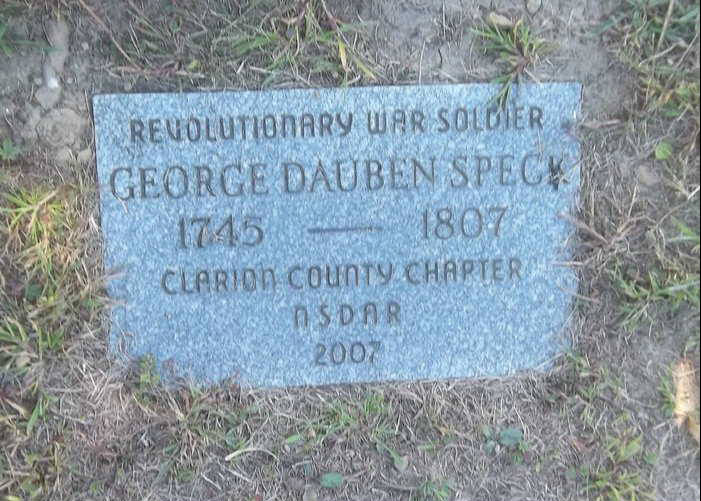 REVOLUTIONARY WAR SOLDIER
GEORGE DAUBEN SPECK
1745 — 1807
CLARION COUNTY CHAPTER
NSDAR
2007